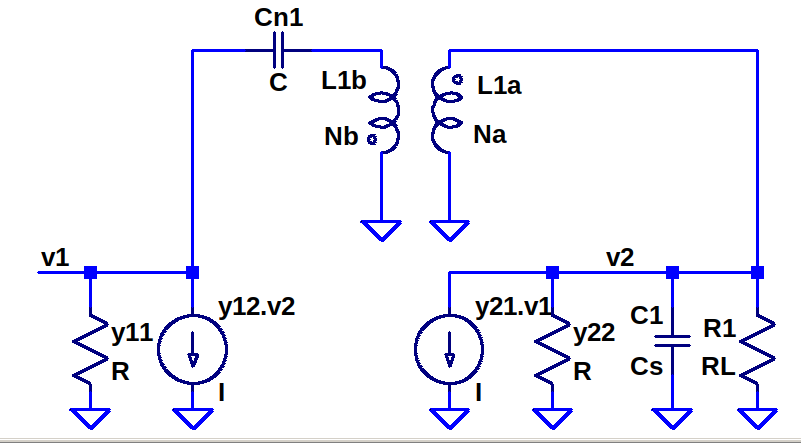 Cn1
C
L1b
L1a
Nb
Na
v1
v2
y12.v2
y21.v1
y11
R
I
I
y22
R
C1
Cs
R1
RL